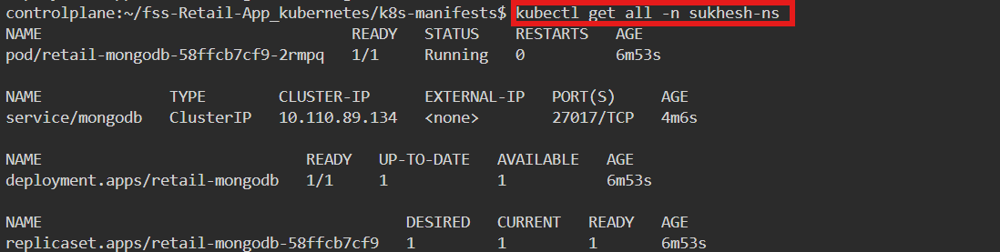 controlplane:~/fss-Retail-App_kubernetes/k8s-manifests$ kubectl get all -n sukhesh-ns
NAME READY STATUS RESTARTS AGE
pod/retail-mongodb-58ffcb7cf9-2rmpq 1/1 Running 0 6m53s
NAME TYPE CLUSTER-IP EXTERNAL-IP PORT(S) AGE
service/mongodb ClusterIP 10.110.89.134 <none> 27017/TCP 4m6s
NAME READY UP-TO-DATE AVAILABLE AGE
deployment.apps/retail-mongodb 1/1 1 1 6m53s
NAME DESIRED CURRENT READY AGE
replicaset.apps/retail-mongodb-58ffcb7cf9 1 1 1 6m53s